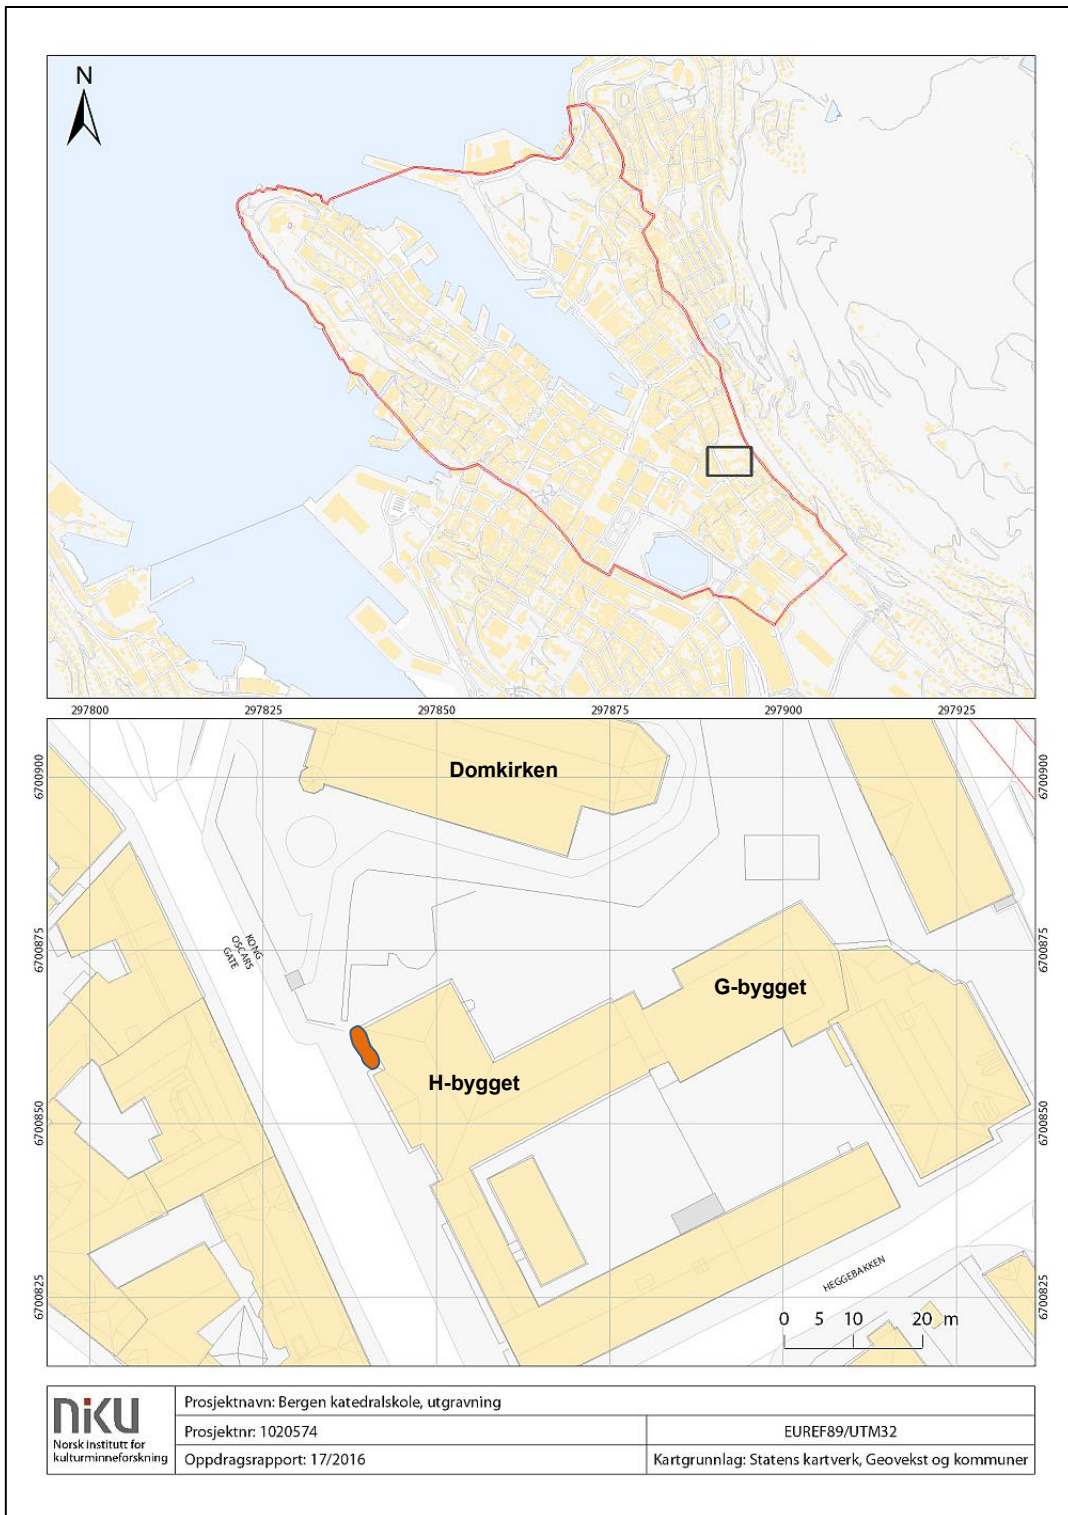 N
297800 297825 297850 297875 297900 297925
6700900 6700900
Domkirken
KONG
OSCARS
GATE
6700875 6700875
G-bygget
H-bygget
6700850 6700850
HEGGEBAKKEN
6700825 6700825
0 5 10 20 m
niku
Norsk institutt for
kulturminneforskning
Prosjektnavn: Bergen katedralskole, utgravning
Prosjektnr: 1020574
EUREF89/UTM32
Oppdragsrapport: 17/2016
Kartgrunnlag: Statens kartverk, Geovekst og kommuner